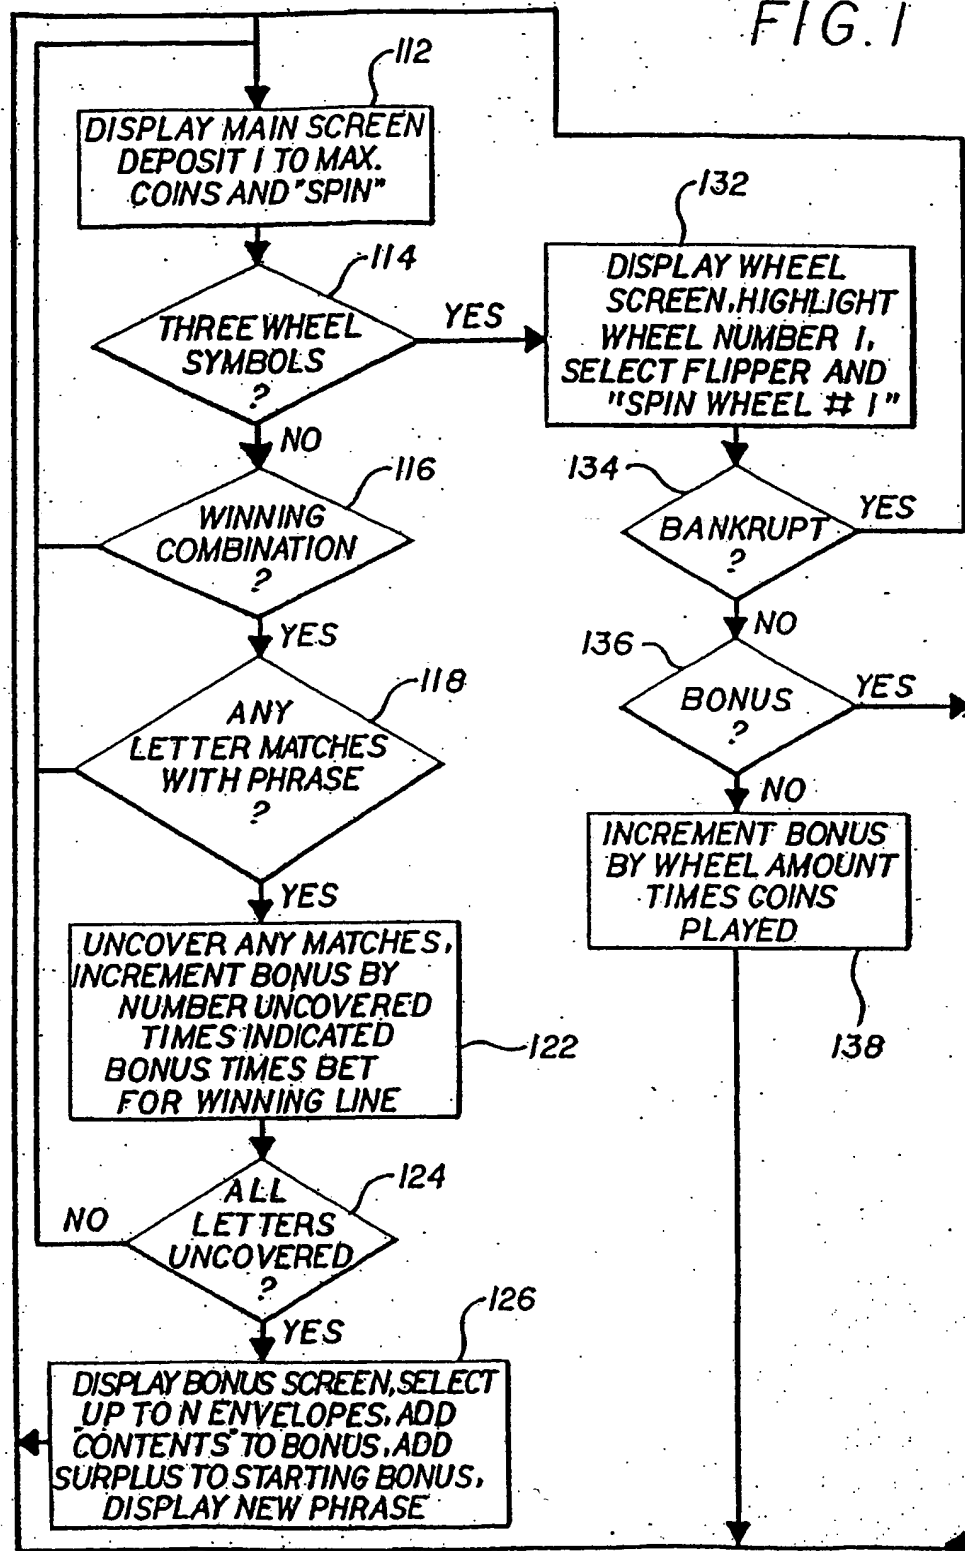 FIG. 1
112
DISPLAY MAIN SCREEN
DEPOSIT 1 TO MAX.
COINS AND "SPIN"
114
THREE WHEEL
SYMBOLS
?
YES
NO
116
WINNING
COMBINATION
?
YES
118
ANY
LETTER MATCHES
WITH PHRASE
?
YES
UNCOVER ANY MATCHES,
INCREMENT BONUS BY
NUMBER UNCOVERED
TIMES INDICATED
BONUS TIMES BET
FOR WINNING LINE
122
124
ALL
LETTERS
UNCOVERED
?
NO
YES
126
DISPLAY BONUS SCREEN, SELECT
UP TO N ENVELOPES, ADD
"CONTENTS" TO BONUS, ADD
SURPLUS TO STARTING BONUS,
DISPLAY NEW PHRASE
132
DISPLAY WHEEL
SCREEN, HIGHLIGHT
WHEEL NUMBER 1,
SELECT FLIPPER AND
"SPIN WHEEL # 1"
134
BANKRUPT
?
YES
NO
136
BONUS
?
YES
NO
INCREMENT BONUS
BY WHEEL AMOUNT
TIMES COINS
PLAYED
138